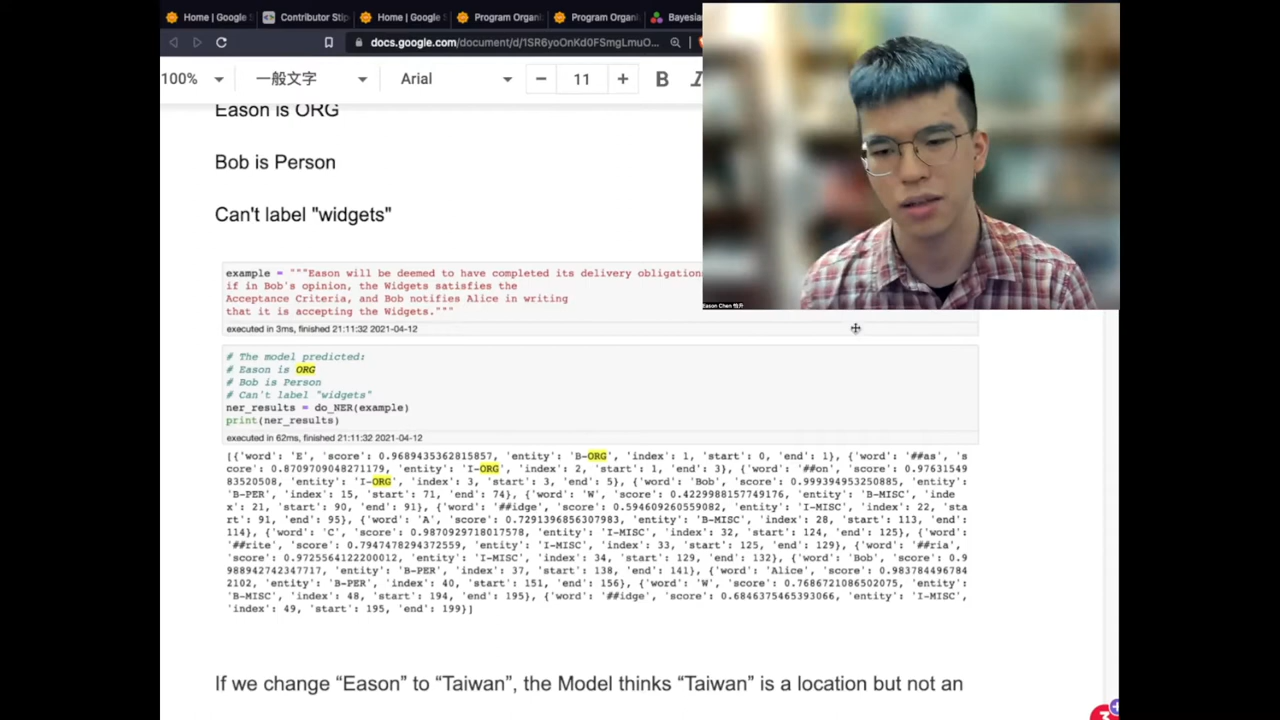 Home | Google
Contributor Stip
Home | Google
Program Organi
Program Organi
Bayesian
docs.google.com/document/d/1SR6yoOnKd0FSmgLmuO...
100%
一般文字
Arial
11
B
I
Eason is ORG
Bob is Person
Can't label "widgets"
example = """Eason will be deemed to have completed its delivery obligations
if in Bob's opinion, the Widgets satisfies the
Acceptance Criteria, and Bob notifies Alice in writing
that it is accepting the Widgets."""
executed in 3ms, finished 21:11:32 2021-04-12
# The model predicted:
# Eason is ORG
# Bob is Person
# Can't label "widgets"
ner_results = do_NER(example)
print(ner_results)
executed in 62ms, finished 21:11:32 2021-04-12
[{'word': 'E', 'score': 0.9689435362815857, 'entity': 'B-ORG', 'index': 1, 'start': 0, 'end': 1}, {'word': '##as', 's
core': 0.8709709048271179, 'entity': 'I-ORG', 'index': 2, 'start': 1, 'end': 3}, {'word': '##on', 'score': 0.97631549
83520508, 'entity': 'I-ORG', 'index': 3, 'start': 3, 'end': 5}, {'word': 'Bob', 'score': 0.999394953250885, 'entity':
'B-PER', 'index': 15, 'start': 71, 'end': 74}, {'word': 'W', 'score': 0.4229988157749176, 'entity': 'B-MISC', 'inde
x': 21, 'start': 90, 'end': 91}, {'word': '##idge', 'score': 0.594609260559082, 'entity': 'I-MISC', 'index': 22, 'sta
rt': 91, 'end': 95}, {'word': 'A', 'score': 0.7291396856307983, 'entity': 'B-MISC', 'index': 28, 'start': 113, 'end':
114}, {'word': 'C', 'score': 0.9870929718017578, 'entity': 'I-MISC', 'index': 32, 'start': 124, 'end': 125}, {'word':
'##rite', 'score': 0.7947478294372559, 'entity': 'I-MISC', 'index': 33, 'start': 125, 'end': 129}, {'word': '##ria',
'score': 0.9725564122200012, 'entity': 'I-MISC', 'index': 34, 'start': 129, 'end': 132}, {'word': 'Bob', 'score': 0.9
988942742347717, 'entity': 'B-PER', 'index': 37, 'start': 138, 'end': 141}, {'word': 'Alice', 'score': 0.983784496784
2102, 'entity': 'B-PER', 'index': 40, 'start': 151, 'end': 156}, {'word': 'W', 'score': 0.7686721086502075, 'entity':
'B-MISC', 'index': 48, 'start': 194, 'end': 195}, {'word': '##idge', 'score': 0.6846375465393066, 'entity': 'I-MISC',
'index': 49, 'start': 195, 'end': 199}]
If we change “Eason” to “Taiwan”, the Model thinks “Taiwan” is a location but not an
Eason Chen 怡升